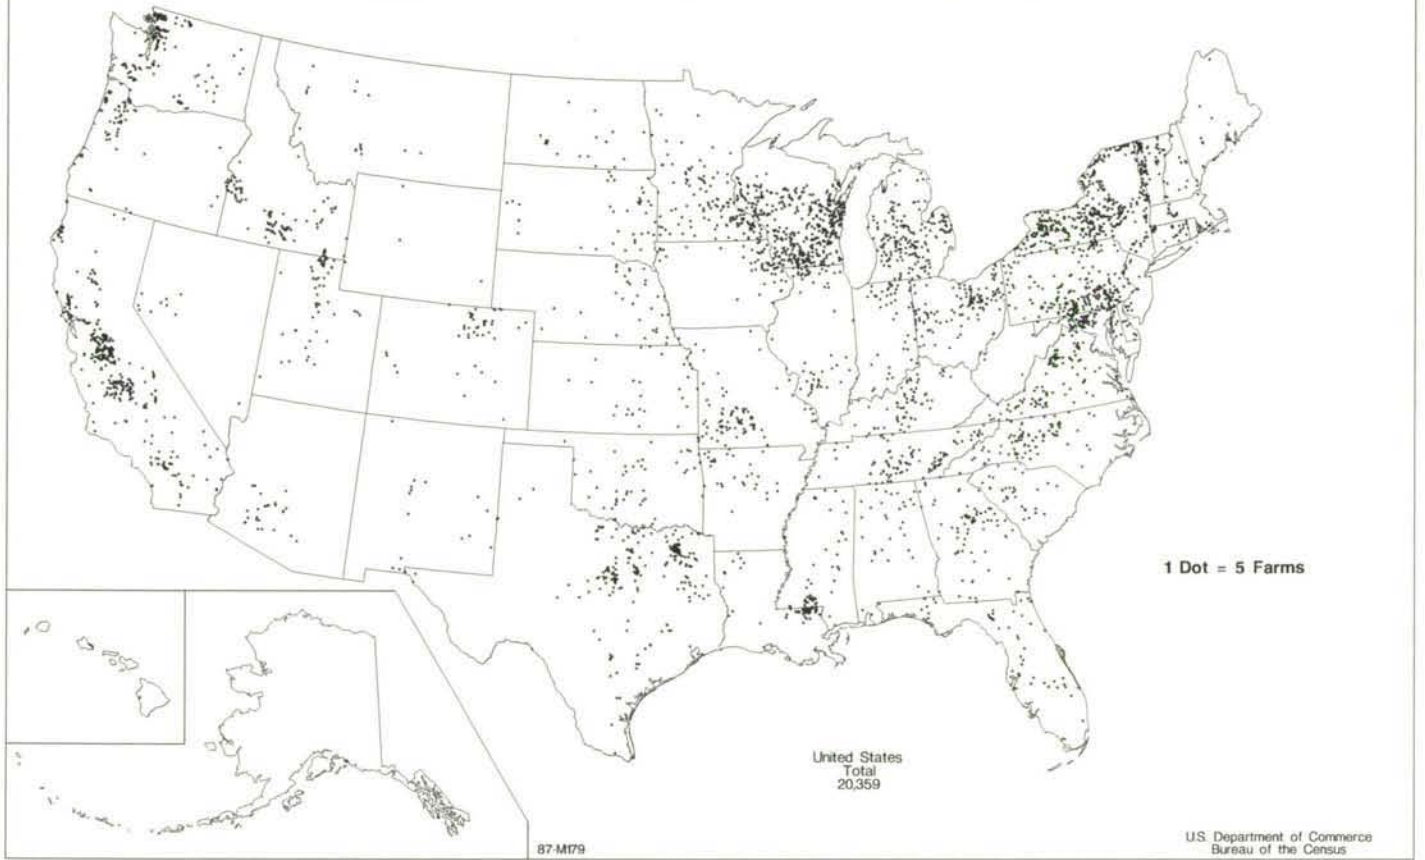 1 Dot = 5 Farms
United States
Total
20,359
87-M179
U.S. Department of Commerce
Bureau of the Census